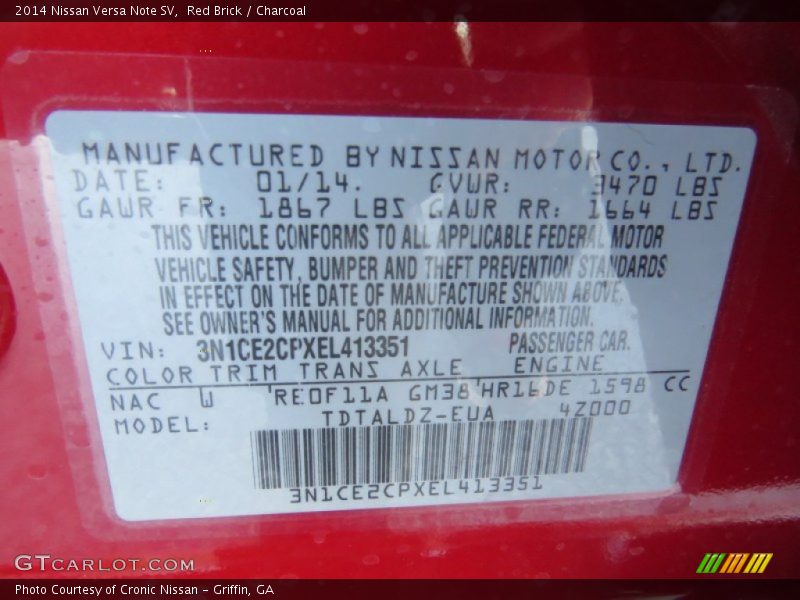 2014 Nissan Versa Note SV,  Red Brick / Charcoal
MANUFACTURED BY NISSAN MOTOR CO., LTD.
DATE: 01/14. GVWR: 3470 LBS
GAWR FR: 1867 LBS GAWR RR: 1664 LBS
THIS VEHICLE CONFORMS TO ALL APPLICABLE FEDERAL MOTOR
VEHICLE SAFETY, BUMPER AND THEFT PREVENTION STANDARDS
IN EFFECT ON THE DATE OF MANUFACTURE SHOWN ABOVE.
SEE OWNER'S MANUAL FOR ADDITIONAL INFORMATION.
VIN: 3N1CE2CPXEL413351 PASSENGER CAR.
COLOR TRIM TRANS AXLE ENGINE
NAC W RE0F11A GM38 HR16DE 1598 CC
MODEL: TDTALDZ-EUA 4Z000
3N1CE2CPXEL413351
GTCARLOT.COM
Photo Courtesy of Cronic Nissan - Griffin, GA